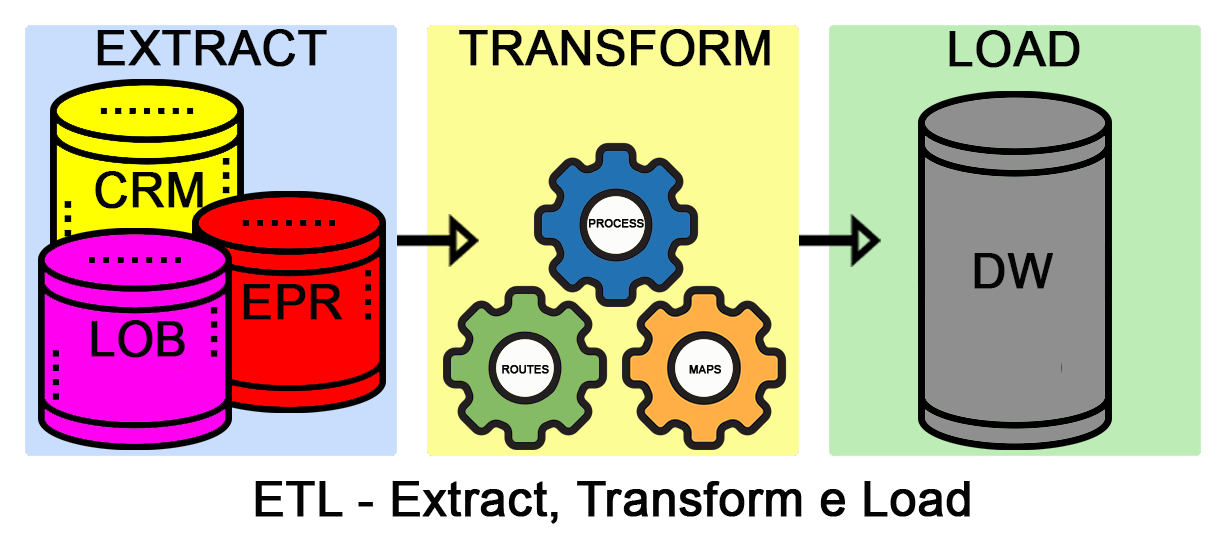 EXTRACT
TRANSFORM
LOAD
CRM
EPR
LOB
PROCESS
ROUTES
MAPS
DW
ETL - Extract, Transform e Load